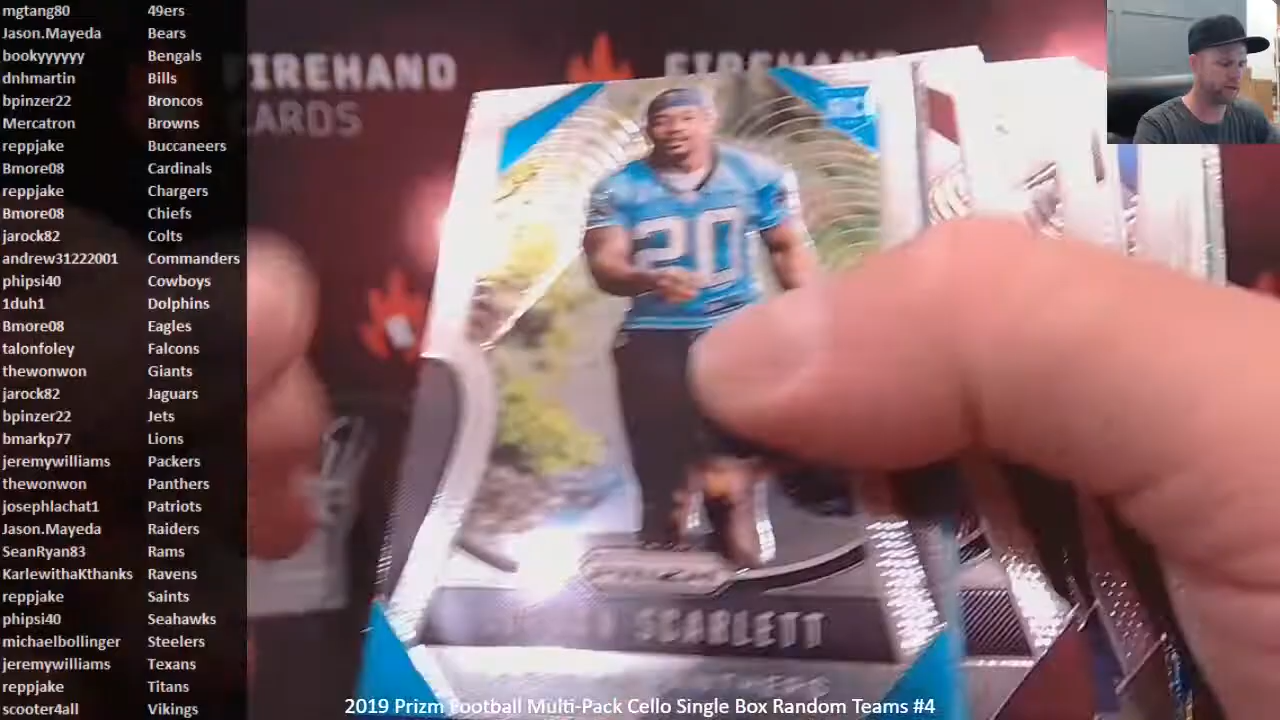 mgtang80 49ers
Jason.Mayeda Bears
bookyyyyyy Bengals
dnhmartin Bills
bpinzer22 Broncos
Mercatron Browns
reppjake Buccaneers
Bmore08 Cardinals
reppjake Chargers
Bmore08 Chiefs
jarock82 Colts
andrew31222001 Commanders
phipsi40 Cowboys
1duh1 Dolphins
Bmore08 Eagles
talonfoley Falcons
thewonwon Giants
jarock82 Jaguars
bpinzer22 Jets
bmarkp77 Lions
jeremywilliams Packers
thewonwon Panthers
josephlachat1 Patriots
Jason.Mayeda Raiders
SeanRyan83 Rams
KarlewithaKthanks Ravens
reppjake Saints
phipsi40 Seahawks
michaelbollinger Steelers
jeremywilliams Texans
reppjake Titans
scooter4all Vikings
FIREHAND
CARDS
FIREHAND
20
PRIZM
SCARLETT
2019 Prizm Football Multi-Pack Cello Single Box Random Teams #4